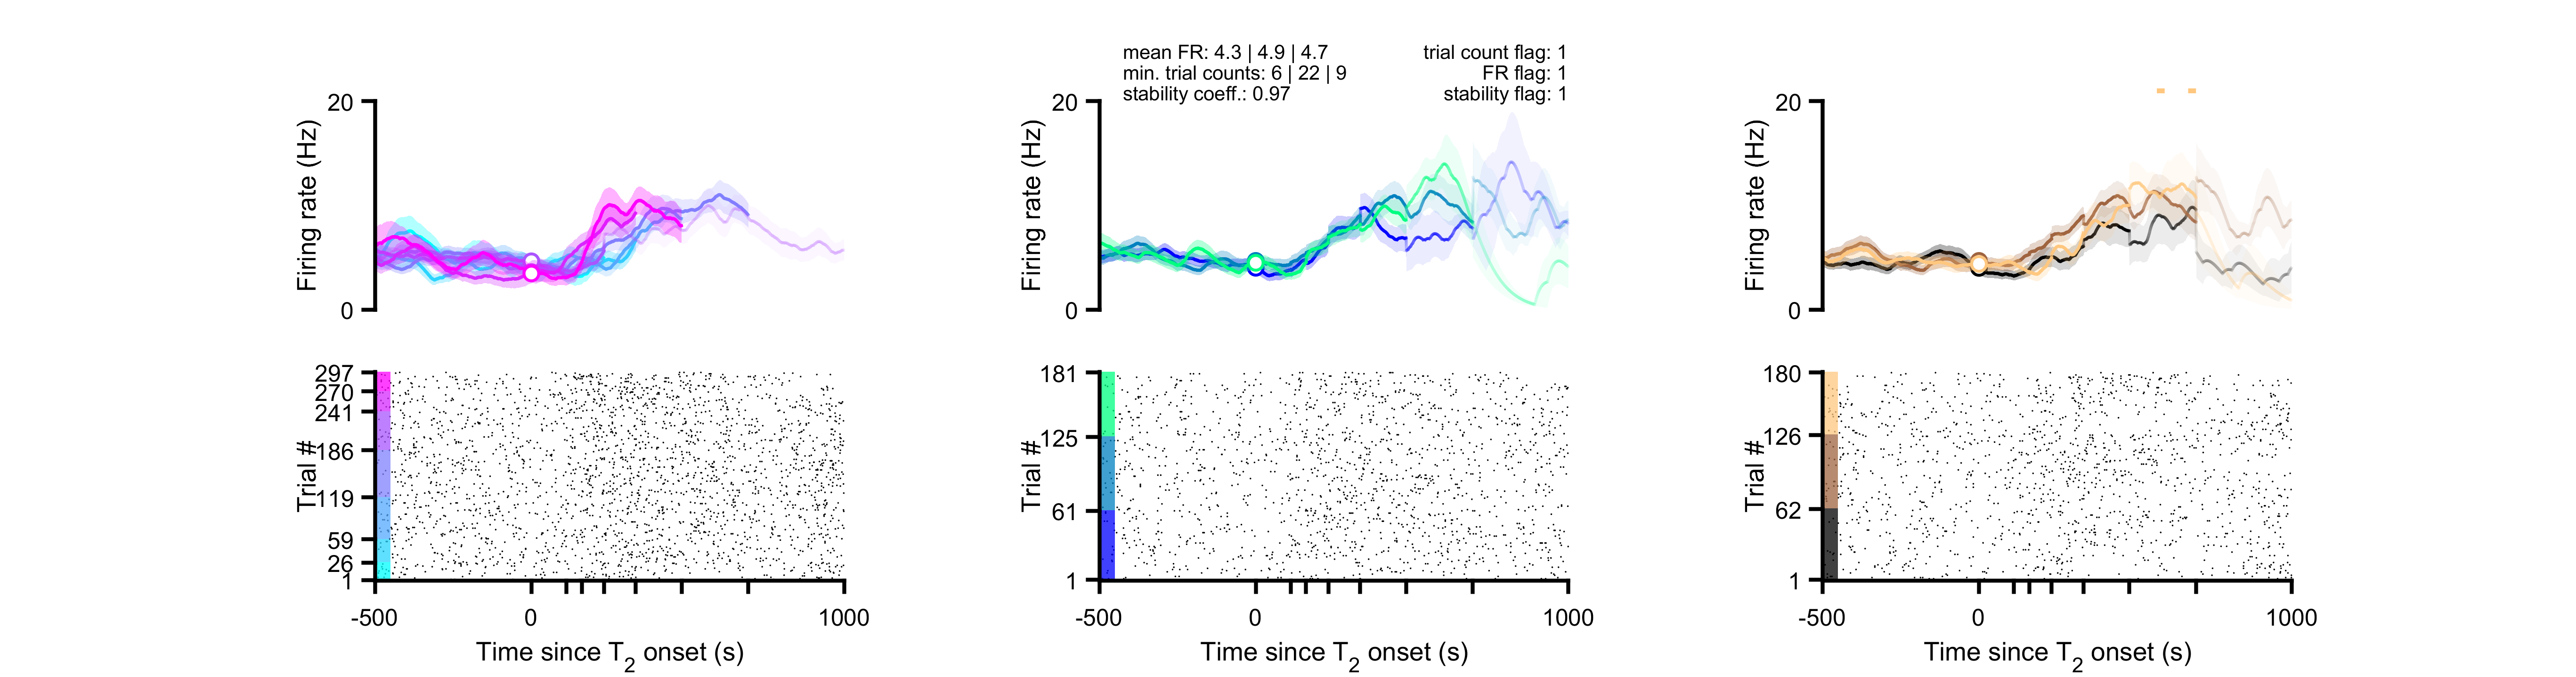 mean FR: 4.3 | 4.9 | 4.7
min. trial counts: 6 | 22 | 9
stability coeff.: 0.97
trial count flag: 1
FR flag: 1
stability flag: 1
Firing rate (Hz)
20
0
Firing rate (Hz)
20
0
Firing rate (Hz)
20
0
Trial #
297
270
241
186
119
59
26
1
-500
0
1000
Time since T2 onset (s)
Trial #
181
125
61
1
-500
0
1000
Time since T2 onset (s)
Trial #
180
126
62
1
-500
0
1000
Time since T2 onset (s)